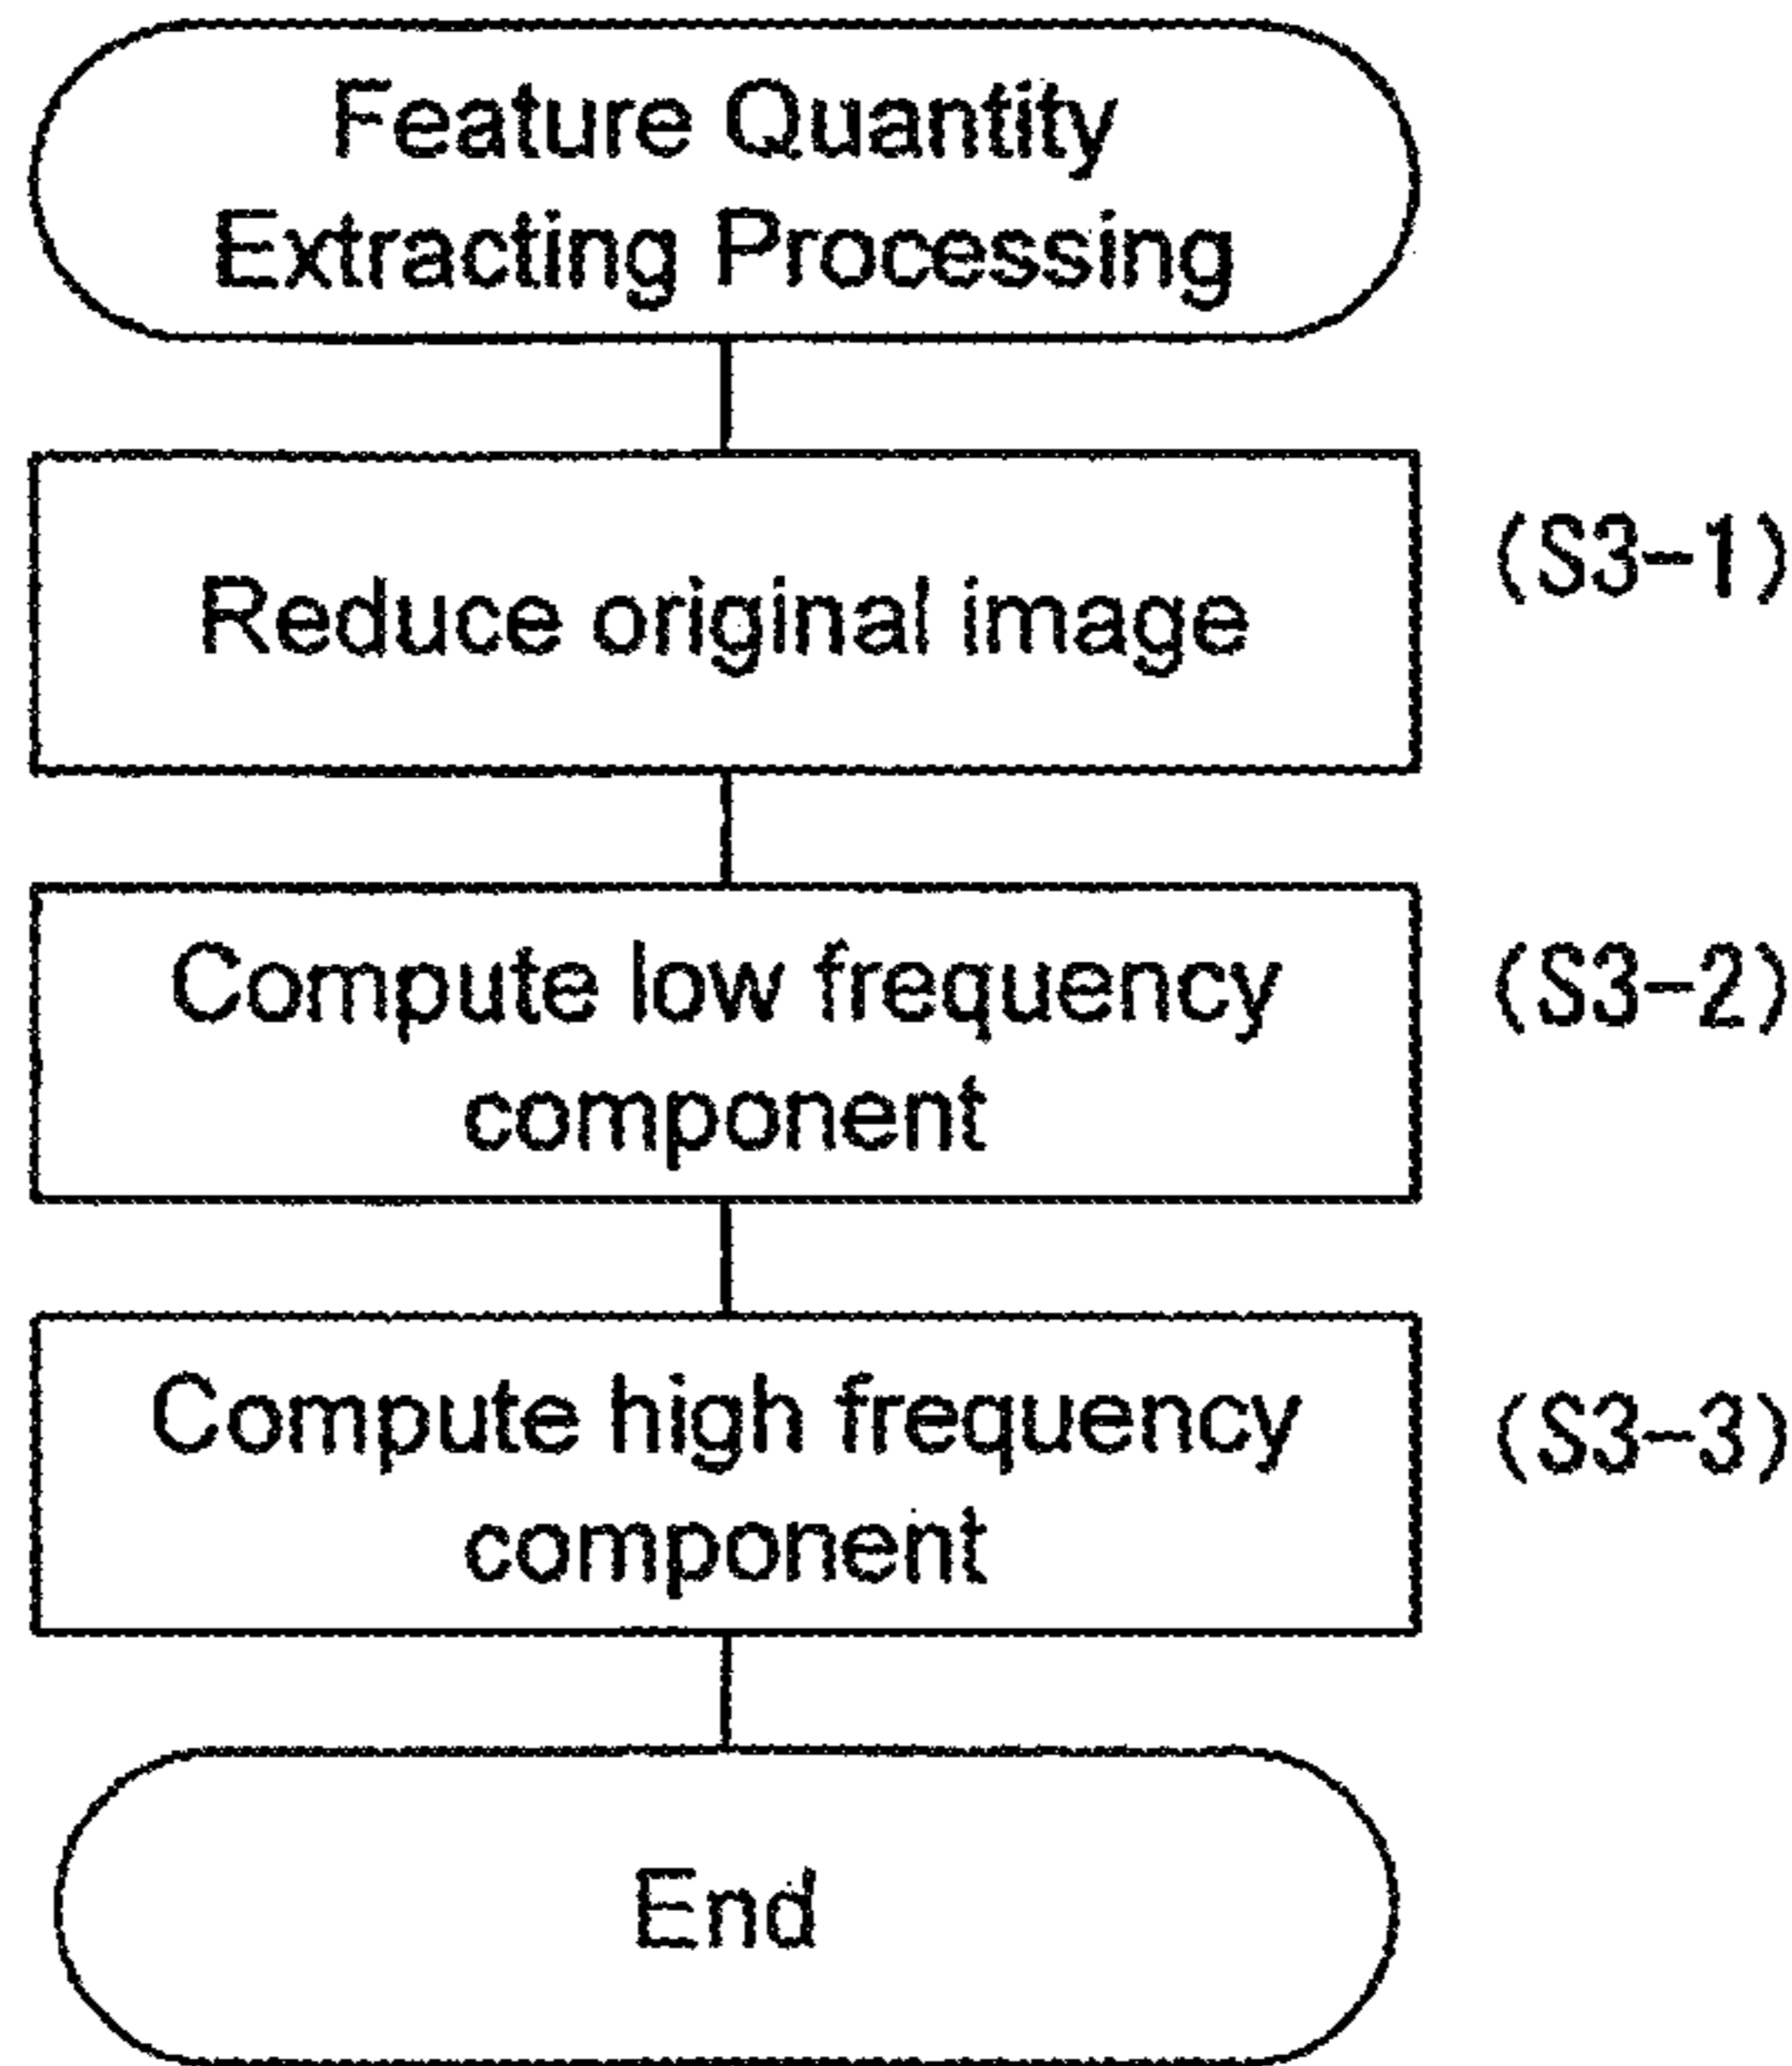 Feature Quantity
Extracting Processing
Reduce original image
(S3-1)
Compute low frequency
component
(S3-2)
Compute high frequency
component
(S3-3)
End